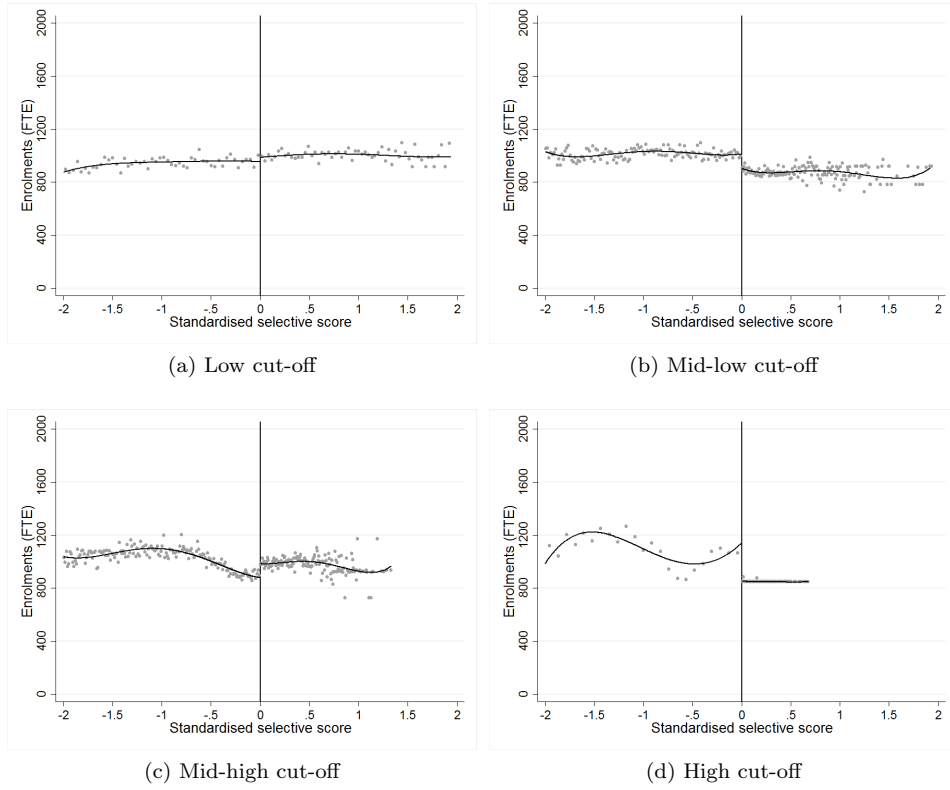 Enrolments (FTE)
0 400 800 1200 1600 2000
-2 -1.5 -1 -.5 0 .5 1 1.5 2
Standardised selective score
(a) Low cut-off
Enrolments (FTE)
0 400 800 1200 1600 2000
-2 -1.5 -1 -.5 0 .5 1 1.5 2
Standardised selective score
(b) Mid-low cut-off
Enrolments (FTE)
0 400 800 1200 1600 2000
-2 -1.5 -1 -.5 0 .5 1 1.5 2
Standardised selective score
(c) Mid-high cut-off
Enrolments (FTE)
0 400 800 1200 1600 2000
-2 -1.5 -1 -.5 0 .5 1 1.5 2
Standardised selective score
(d) High cut-off